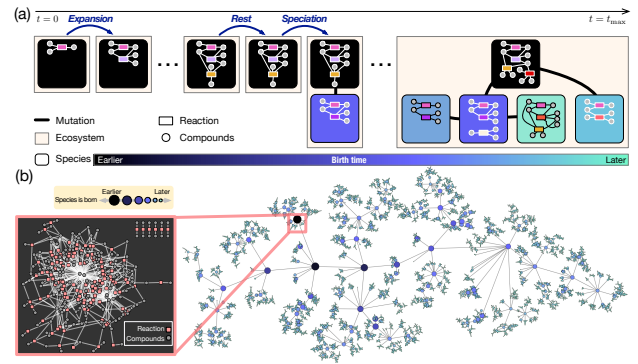 t = 0
Expansion
Rest
Speciation
t = t_max
(a)
...
...
Mutation
Reaction
Ecosystem
Compounds
Species
Earlier
Birth time
Later
(b)
Earlier
Later
Species is born
Reaction
Compounds